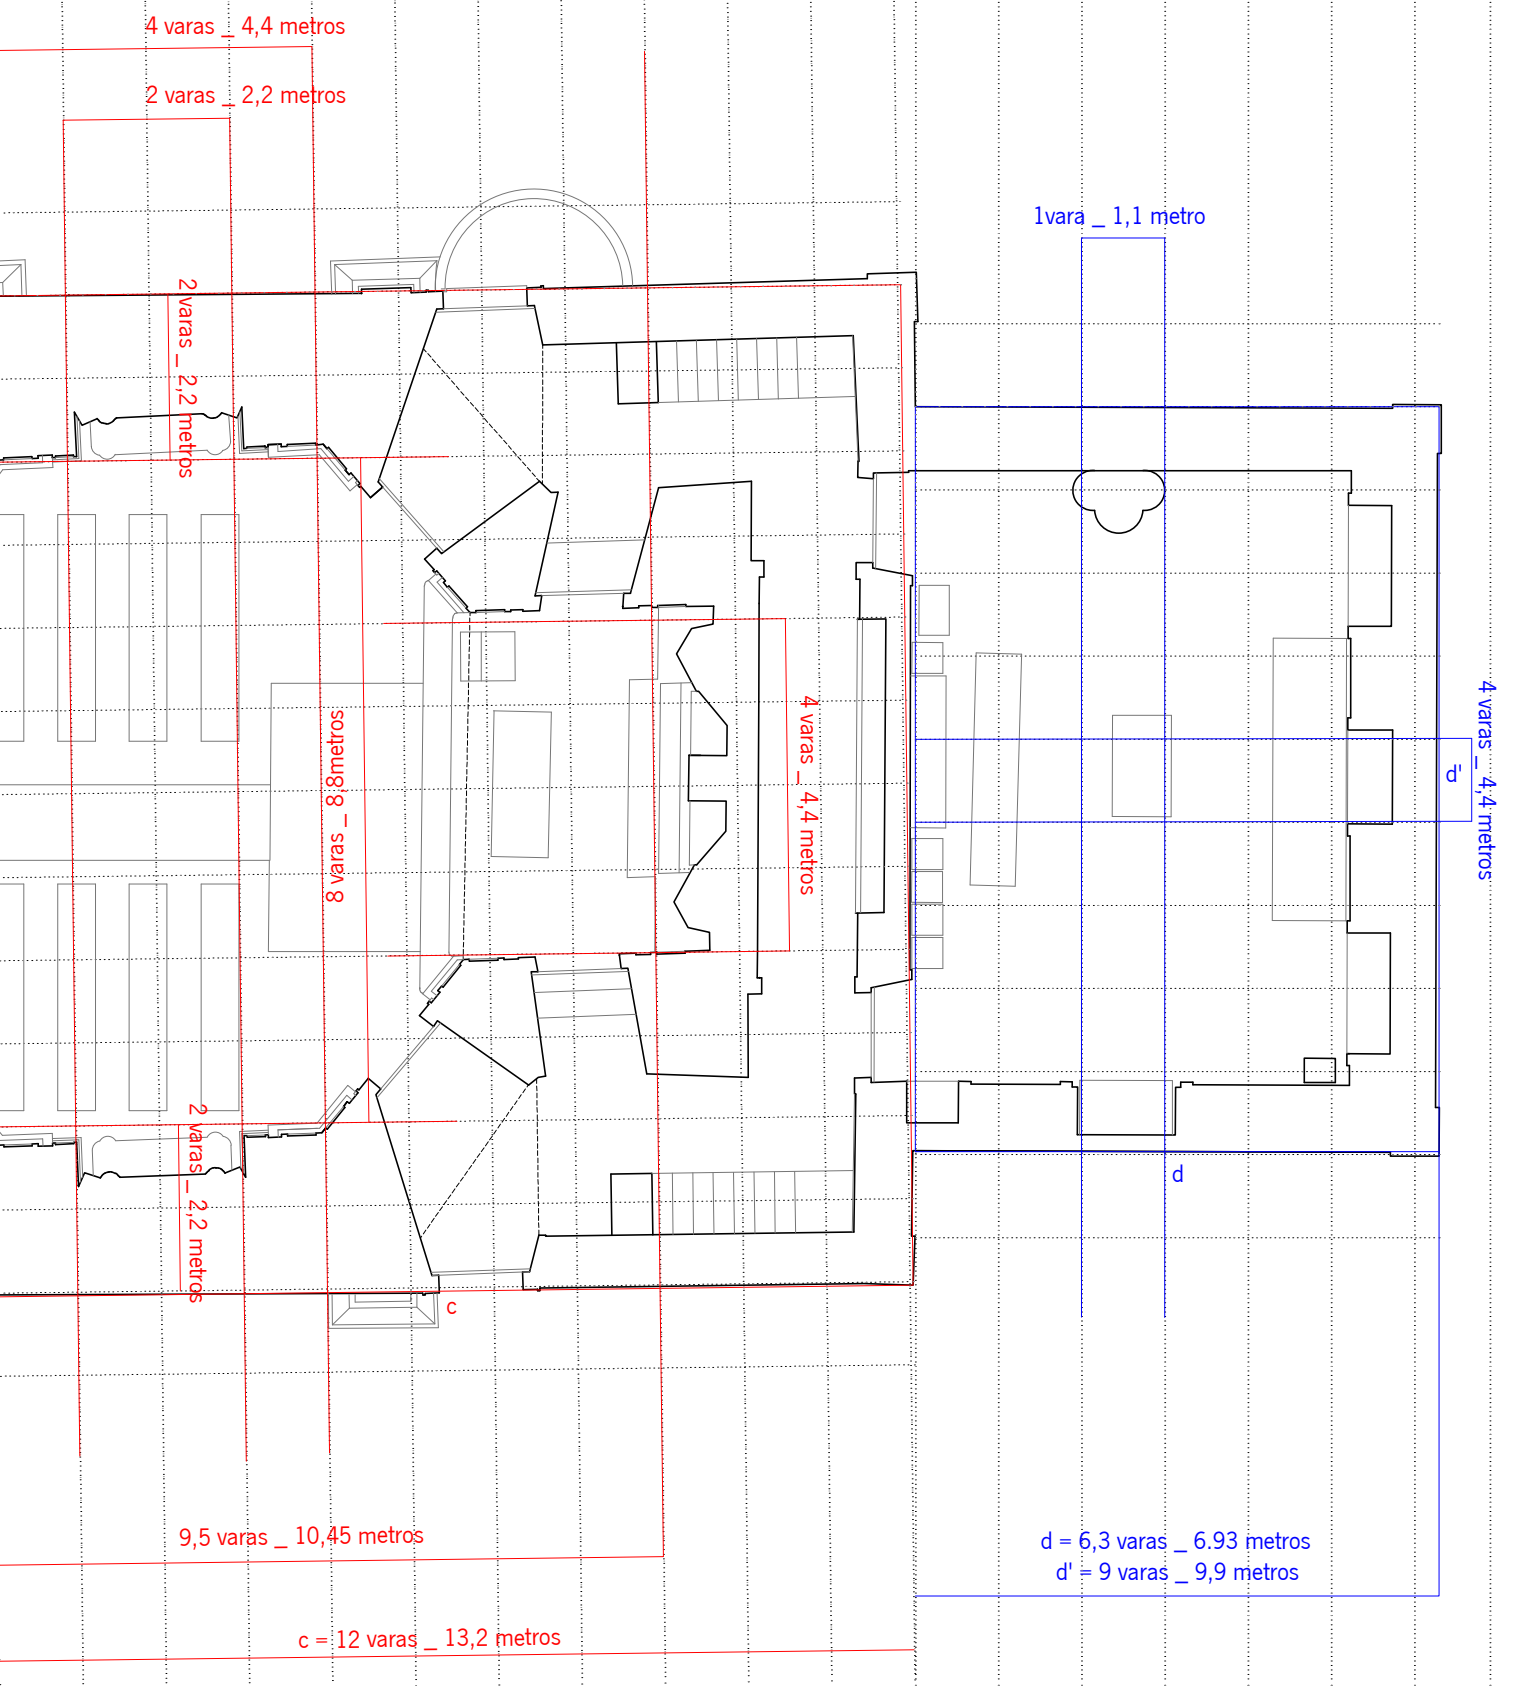 4 varas _ 4,4 metros
2 varas _ 2,2 metros
1vara _ 1,1 metro
2 varas _ 2,2 metros
8 varas _ 8,8metros
4 varas _ 4,4 metros
4 varas _ 4,4 metros
d'
2 varas _ 2,2 metros
d
c
9,5 varas _ 10,45 metros
d = 6,3 varas _ 6.93 metros
d' = 9 varas _ 9,9 metros
c = 12 varas _ 13,2 metros